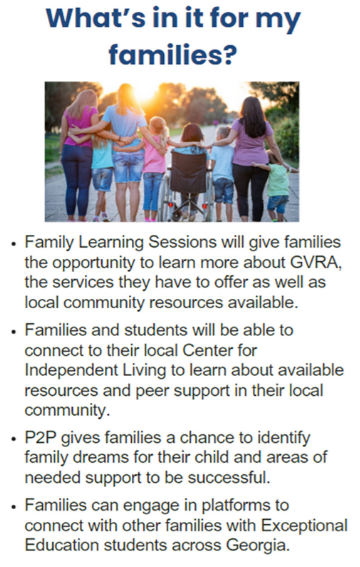 What's in it for my
families?
• Family Learning Sessions will give families
the opportunity to learn more about GVRA,
the services they have to offer as well as
local community resources available.
• Families and students will be able to
connect to their local Center for
Independent Living to learn about available
resources and peer support in their local
community.
• P2P gives families a chance to identify
family dreams for their child and areas of
needed support to be successful.
• Families can engage in platforms to
connect with other families with Exceptional
Education students across Georgia.